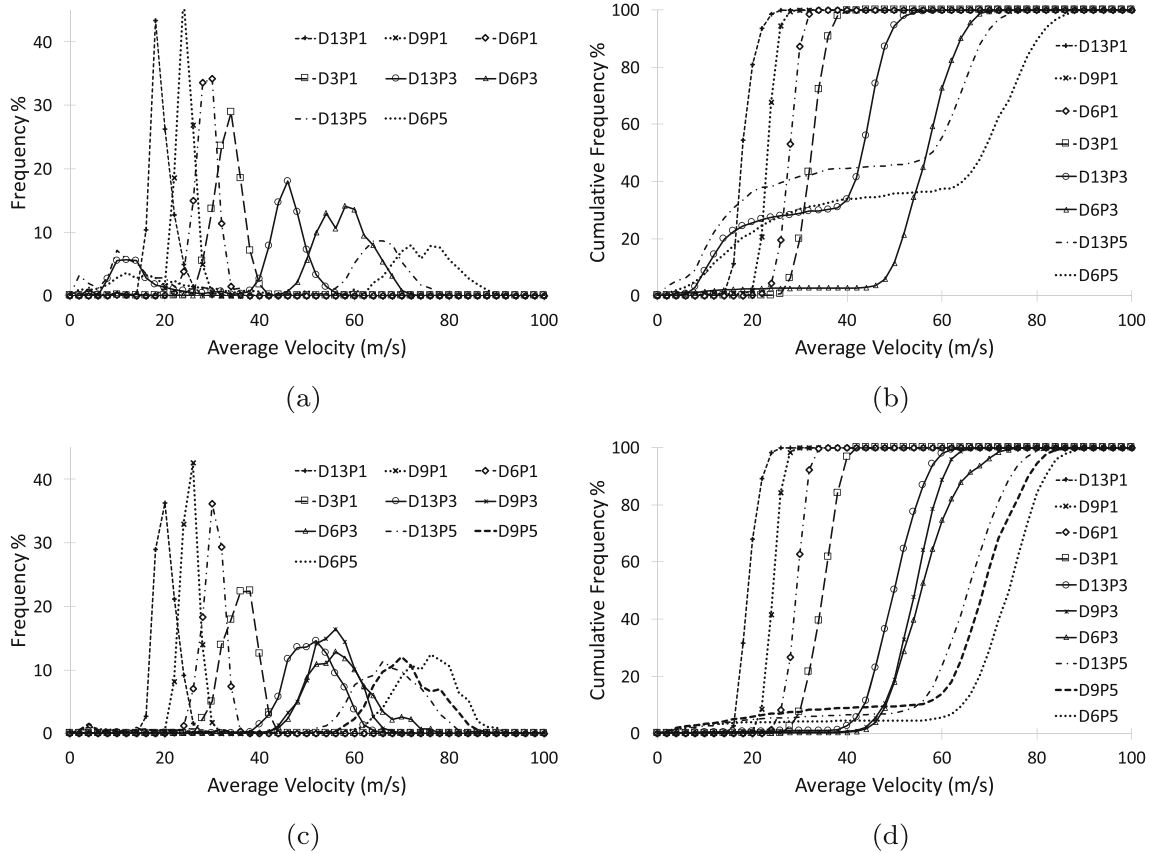 40
30
20
10
0
Frequency %
D13P1 D9P1 D6P1
D3P1 D13P3 D6P3
D13P5 D6P5
0 20 40 60 80 100
Average Velocity (m/s)
(a)
100
80
60
40
20
0
Cumulative Frequency %
D13P1
D9P1
D6P1
D3P1
D13P3
D6P3
D13P5
D6P5
0 20 40 60 80 100
Average Velocity (m/s)
(b)
40
30
20
10
0
Frequency %
D13P1 D9P1 D6P1
D3P1 D13P3 D9P3
D6P3 D13P5 D9P5
D6P5
0 20 40 60 80 100
Average Velocity (m/s)
(c)
100
80
60
40
20
0
Cumulative Frequency %
D13P1
D9P1
D6P1
D3P1
D13P3
D9P3
D6P3
D13P5
D9P5
D6P5
0 20 40 60 80 100
Average Velocity (m/s)
(d)